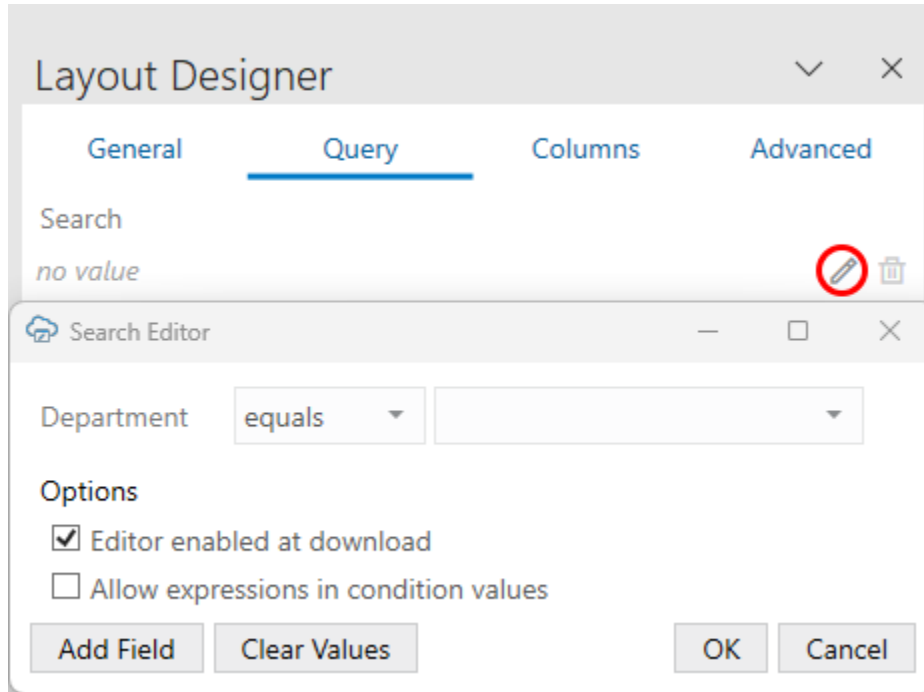 Layout Designer
General Query Columns Advanced
Search
no value
Search Editor
Department equals
Options
Editor enabled at download
Allow expressions in condition values
Add Field Clear Values OK Cancel